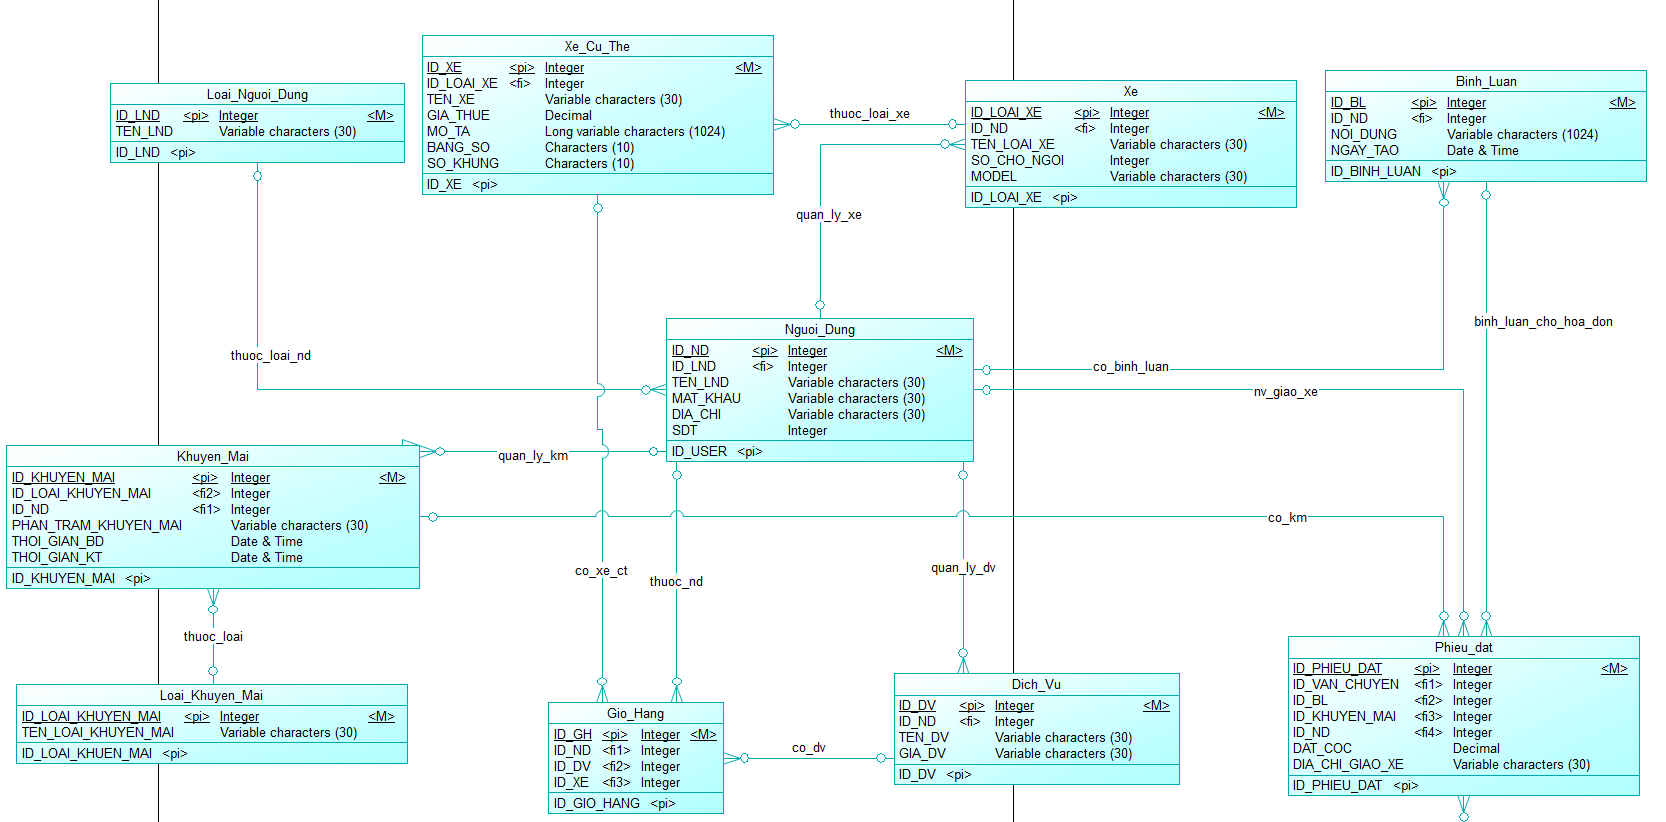 Xe_Cu_The
ID_XE <pi> Integer <M>
ID_LOAI_XE <fi> Integer
TEN_XE Variable characters (30)
GIA_THUE Decimal
MO_TA Long variable characters (1024)
BANG_SO Characters (10)
SO_KHUNG Characters (10)
ID_XE <pi>
Loai_Nguoi_Dung
ID_LND <pi> Integer <M>
TEN_LND Variable characters (30)
ID_LND <pi>
thuoc_loai_xe
Xe
ID_LOAI_XE <pi> Integer <M>
ID_ND <fi> Integer
TEN_LOAI_XE Variable characters (30)
SO_CHO_NGOI Integer
MODEL Variable characters (30)
ID_LOAI_XE <pi>
Binh_Luan
ID_BL <pi> Integer <M>
ID_ND <fi> Integer
NOI_DUNG Variable characters (1024)
NGAY_TAO Date & Time
ID_BINH_LUAN <pi>
quan_ly_xe
binh_luan_cho_hoa_don
thuoc_loai_nd
Nguoi_Dung
ID_ND <pi> Integer <M>
ID_LND <fi> Integer
TEN_LND Variable characters (30)
MAT_KHAU Variable characters (30)
DIA_CHI Variable characters (30)
SDT Integer
ID_USER <pi>
co_binh_luan
nv_giao_xe
quan_ly_km
Khuyen_Mai
ID_KHUYEN_MAI <pi> Integer <M>
ID_LOAI_KHUYEN_MAI <fi2> Integer
ID_ND <fi1> Integer
PHAN_TRAM_KHUYEN_MAI Variable characters (30)
THOI_GIAN_BD Date & Time
THOI_GIAN_KT Date & Time
ID_KHUYEN_MAI <pi>
co_km
co_xe_ct
thuoc_nd
quan_ly_dv
thuoc_loai
Loai_Khuyen_Mai
ID_LOAI_KHUYEN_MAI <pi> Integer <M>
TEN_LOAI_KHUYEN_MAI Variable characters (30)
ID_LOAI_KHUEN_MAI <pi>
Gio_Hang
ID_GH <pi> Integer <M>
ID_ND <fi1> Integer
ID_DV <fi2> Integer
ID_XE <fi3> Integer
ID_GIO_HANG <pi>
co_dv
Dich_Vu
ID_DV <pi> Integer <M>
ID_ND <fi> Integer
TEN_DV Variable characters (30)
GIA_DV Variable characters (30)
ID_DV <pi>
Phieu_dat
ID_PHIEU_DAT <pi> Integer <M>
ID_VAN_CHUYEN <fi1> Integer
ID_BL <fi2> Integer
ID_KHUYEN_MAI <fi3> Integer
ID_ND <fi4> Integer
DAT_COC Decimal
DIA_CHI_GIAO_XE Variable characters (30)
ID_PHIEU_DAT <pi>